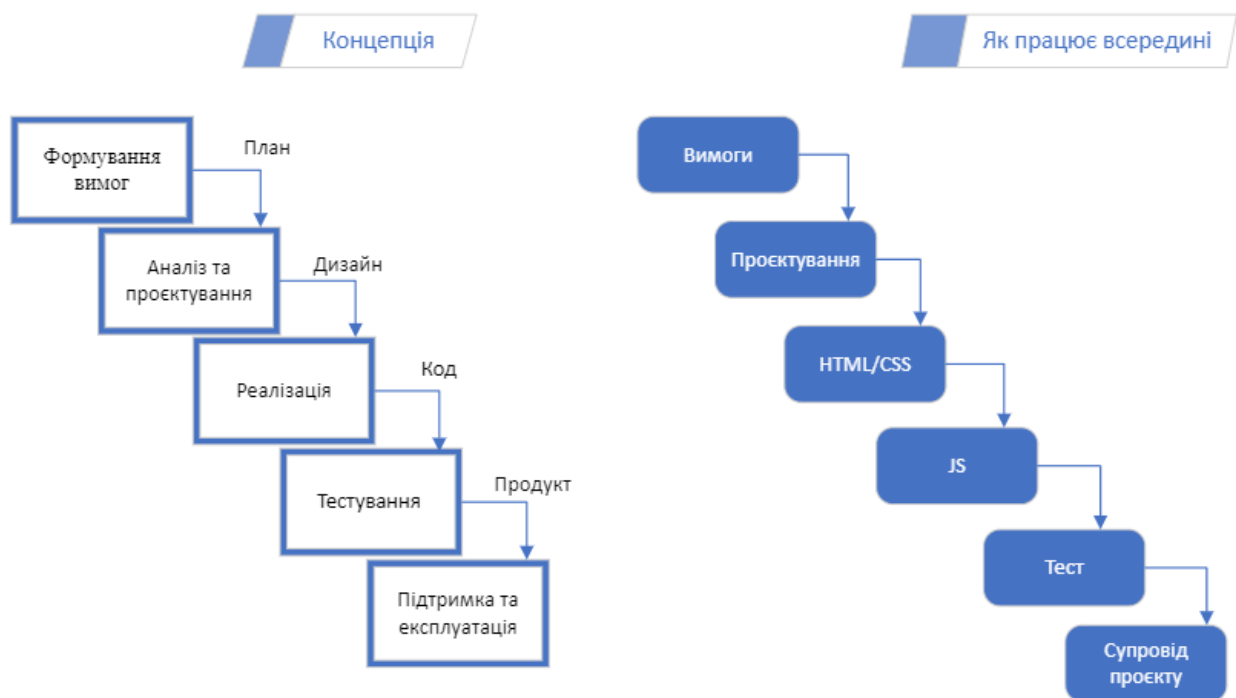 Концепція
Як працює всередині
Формування
вимог
План
Аналіз та
проєктування
Дизайн
Реалізація
Код
Тестування
Продукт
Підтримка та
експлуатація
Вимоги
Проєктування
HTML/CSS
JS
Тест
Супровід
проєкту